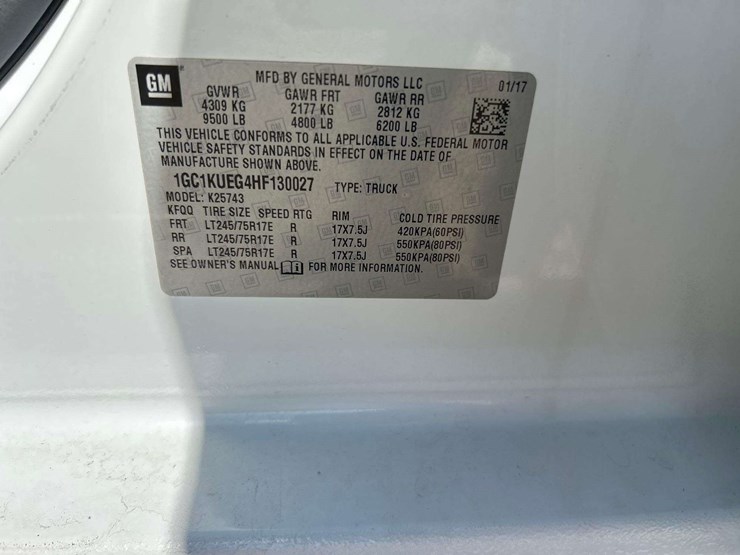 GM
MFD BY GENERAL MOTORS LLC 01/17
GVWR GAWR FRT GAWR RR
4309 KG 2177 KG 2812 KG
9500 LB 4800 LB 6200 LB
THIS VEHICLE CONFORMS TO ALL APPLICABLE U.S. FEDERAL MOTOR
VEHICLE SAFETY STANDARDS IN EFFECT ON THE DATE OF
MANUFACTURE SHOWN ABOVE.
1GC1KUEG4HF130027 TYPE: TRUCK
MODEL: K25743
KFQQ TIRE SIZE SPEED RTG RIM COLD TIRE PRESSURE
FRT LT245/75R17E R 17X7.5J 420KPA(60PSI)
RR LT245/75R17E R 17X7.5J 550KPA(80PSI)
SPA LT245/75R17E R 17X7.5J 550KPA(80PSI)
SEE OWNER'S MANUAL i FOR MORE INFORMATION.